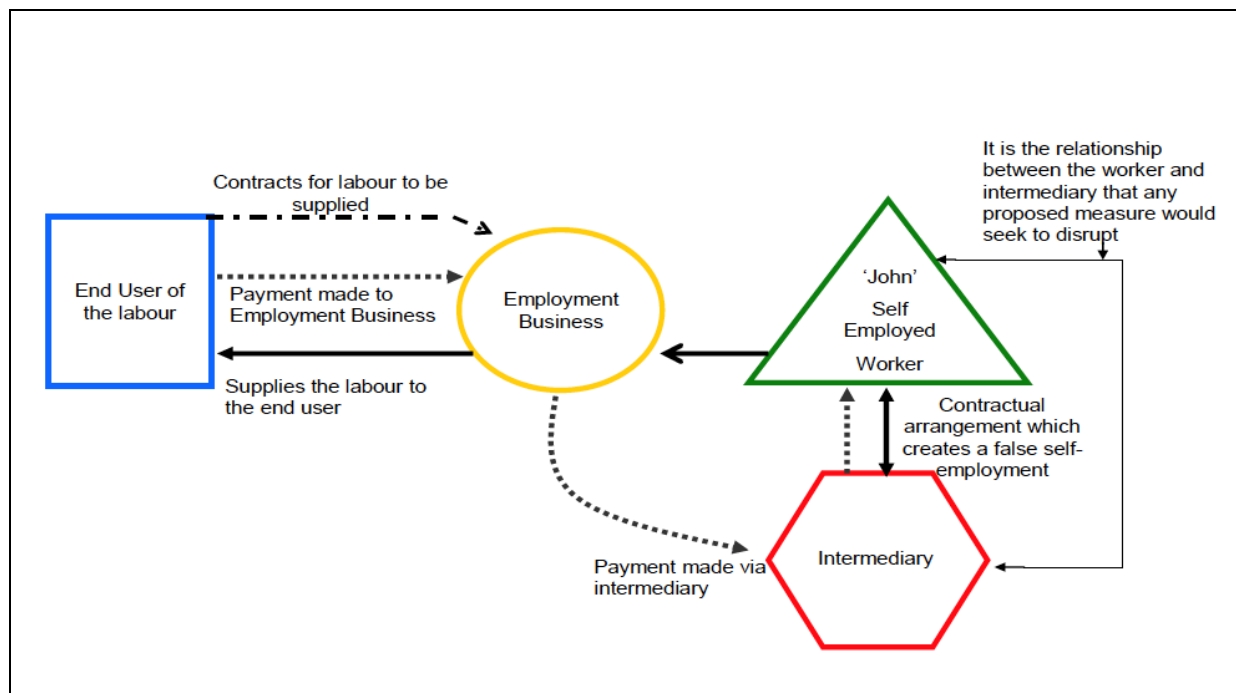 It is the relationship
between the worker and
intermediary that any
proposed measure would
seek to disrupt
Contracts for labour to be
supplied
End User of
the labour
Payment made to
Employment Business
Employment
Business
‘John’
Self
Employed
Worker
Supplies the labour to
the end user
Contractual
arrangement which
creates a false self-
employment
Payment made via
intermediary
Intermediary